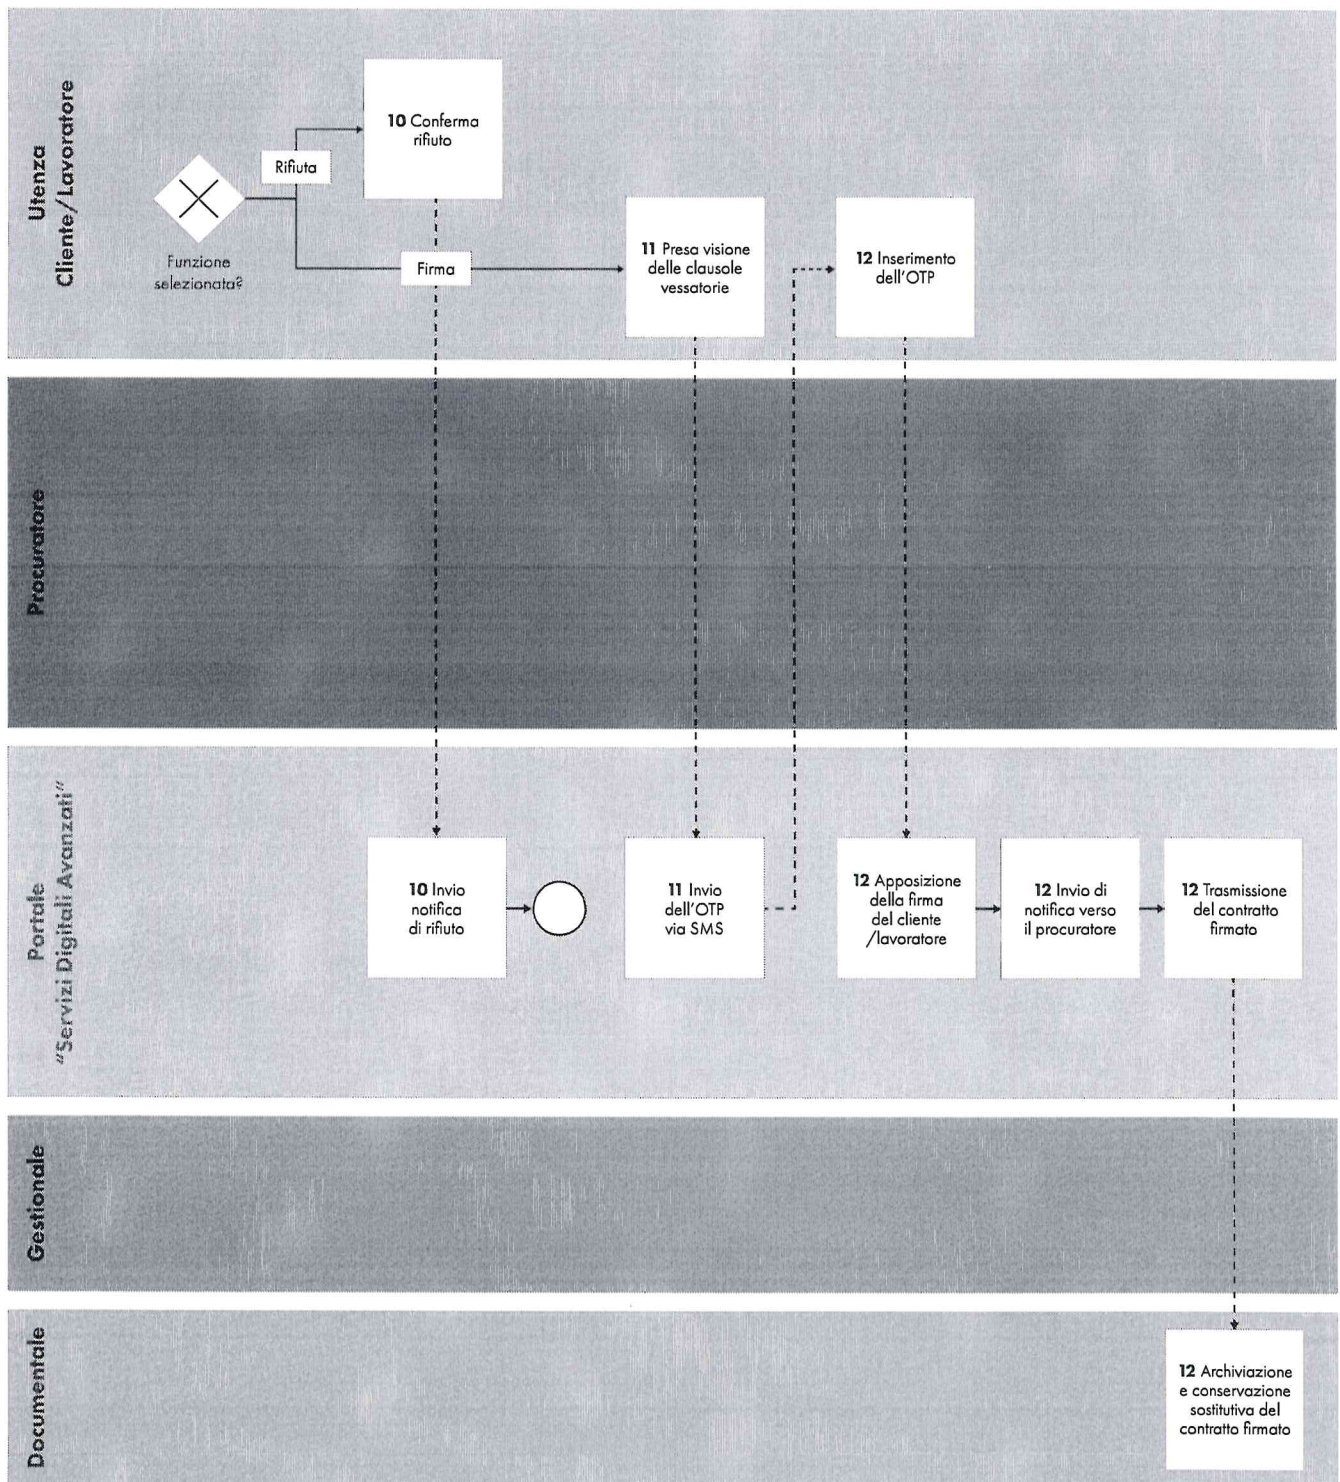 Utenza
Cliente/Lavoratore
Funzione
selezionata?
Rifiuta
10 Conferma
rifiuto
Firma
11 Presa visione
delle clausole
vessatorie
12 Inserimento
dell'OTP
Procuratore
Portale
"Servizi Digitali Avanzati"
10 Invio
notifica
di rifiuto
11 Invio
dell'OTP
via SMS
12 Apposizione
della firma
del cliente
/lavoratore
12 Invio di
notifica verso
il procuratore
12 Trasmissione
del contratto
firmato
Gestionale
Documentale
12 Archiviazione
e conservazione
sostitutiva del
contratto firmato